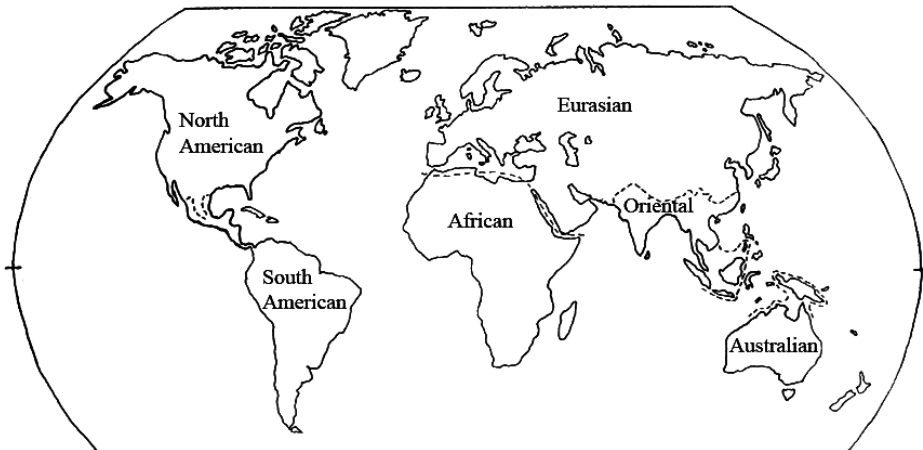 North
American
Eurasian
African
Oriental
South
American
Australian